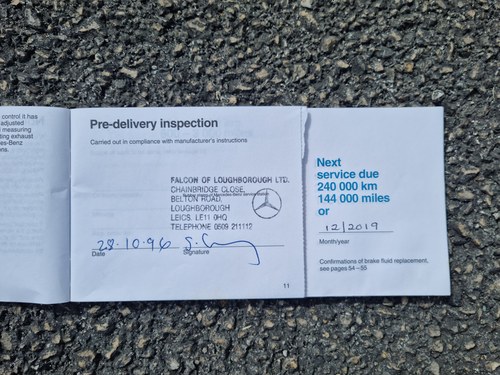 control it has
adjusted
measuring
ting exhaust
es-Benz
ns.
Pre-delivery inspection
Carried out in compliance with manufacturer's instructions
FALCON OF LOUGHBOROUGH LTD.
CHAINBRIDGE CLOSE,
BELTON ROAD,
LOUGHBOROUGH
LEICS. LE11 0HQ
TELEPHONE 0509 211112
28.10.96
Date
Signature
11
Next
service due
240 000 km
144 000 miles
or
12/2019
Month/year
Confirmations of brake fluid replacement,
see pages 54–55